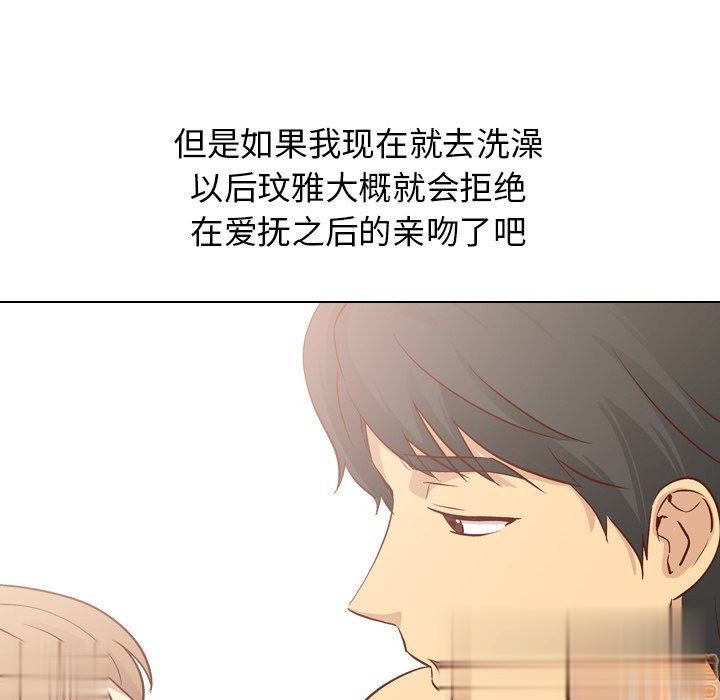 但是如果我现在就去洗澡
以后玟雅大概就会拒绝
在爱抚之后的亲吻了吧